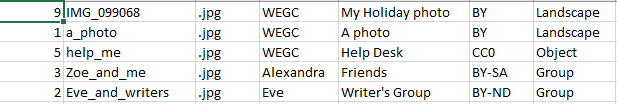 9 IMG_099068 .jpg WEGC My Holiday photo BY Landscape
1 a_photo .jpg WEGC A photo BY Landscape
5 help_me .jpg WEGC Help Desk CC0 Object
3 Zoe_and_me .jpg Alexandra Friends BY-SA Group
2 Eve_and_writers .jpg Eve Writer's Group BY-ND Group